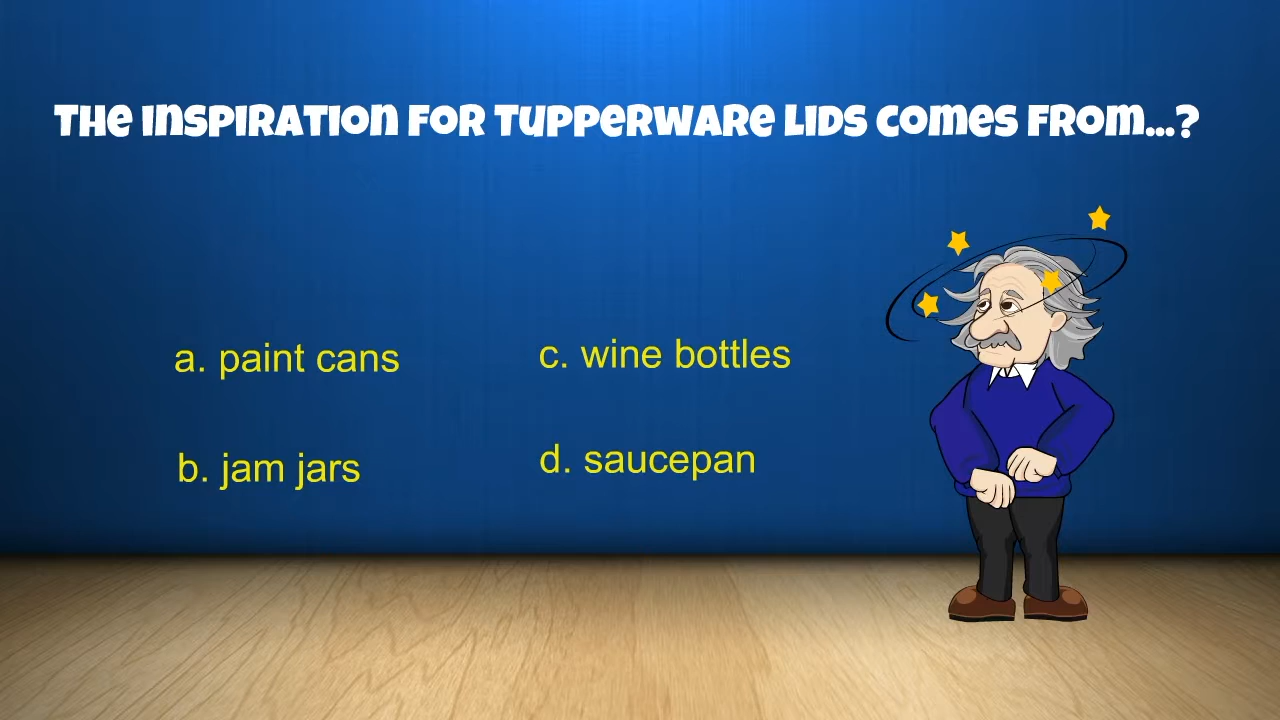 The inspiration for Tupperware lids comes from...?
a. paint cans
c. wine bottles
b. jam jars
d. saucepan